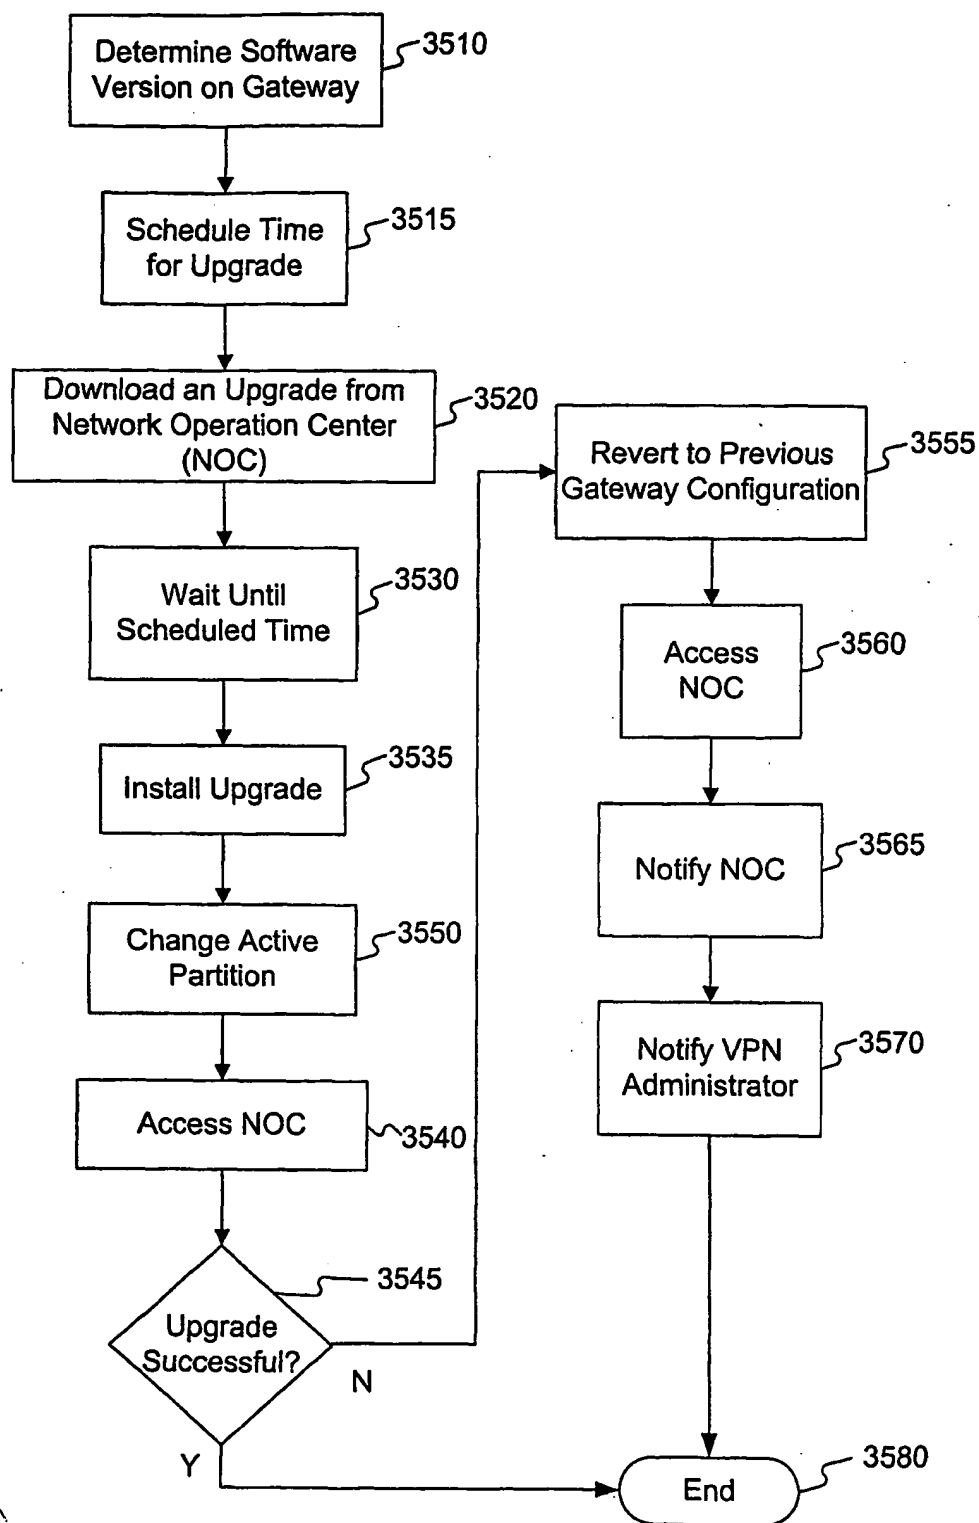 Determine Software
Version on Gateway
3510
Schedule Time
for Upgrade
3515
Download an Upgrade from
Network Operation Center
(NOC)
3520
Wait Until
Scheduled Time
3530
Install Upgrade
3535
Change Active
Partition
3550
Access NOC
3540
Upgrade
Successful?
3545
N
Y
Revert to Previous
Gateway Configuration
3555
Access
NOC
3560
Notify NOC
3565
Notify VPN
Administrator
3570
End
3580